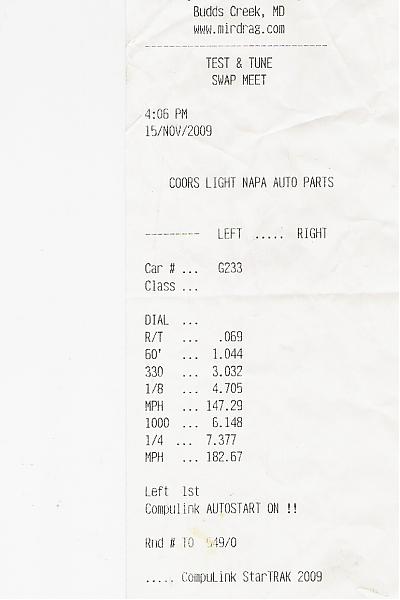 Budds Creek, MD
www.mirdrag.com
TEST & TUNE
SWAP MEET
4:06 PM
15/NOV/2009
COORS LIGHT NAPA AUTO PARTS
--------- LEFT ..... RIGHT
Car # ... G233
Class ...
DIAL ...
R/T ... .069
60' ... 1.044
330 ... 3.032
1/8 ... 4.705
MPH ... 147.29
1000 ... 6.148
1/4 ... 7.377
MPH ... 182.67
Left 1st
Compulink AUTOSTART ON !!
Rnd # TO 549/0
..... CompuLink StarTRAK 2009